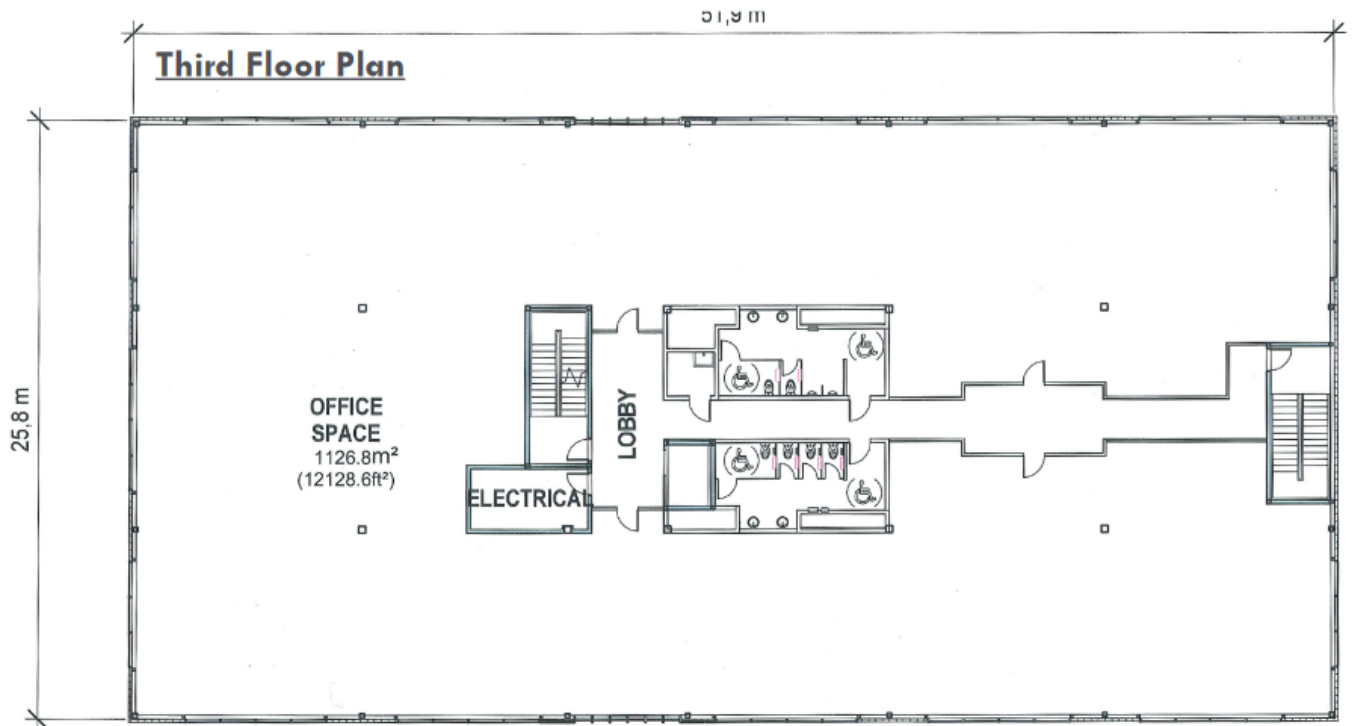 51,9 m
Third Floor Plan
25,8 m
OFFICE
SPACE
1126.8m²
(12128.6ft²)
LOBBY
ELECTRICAL